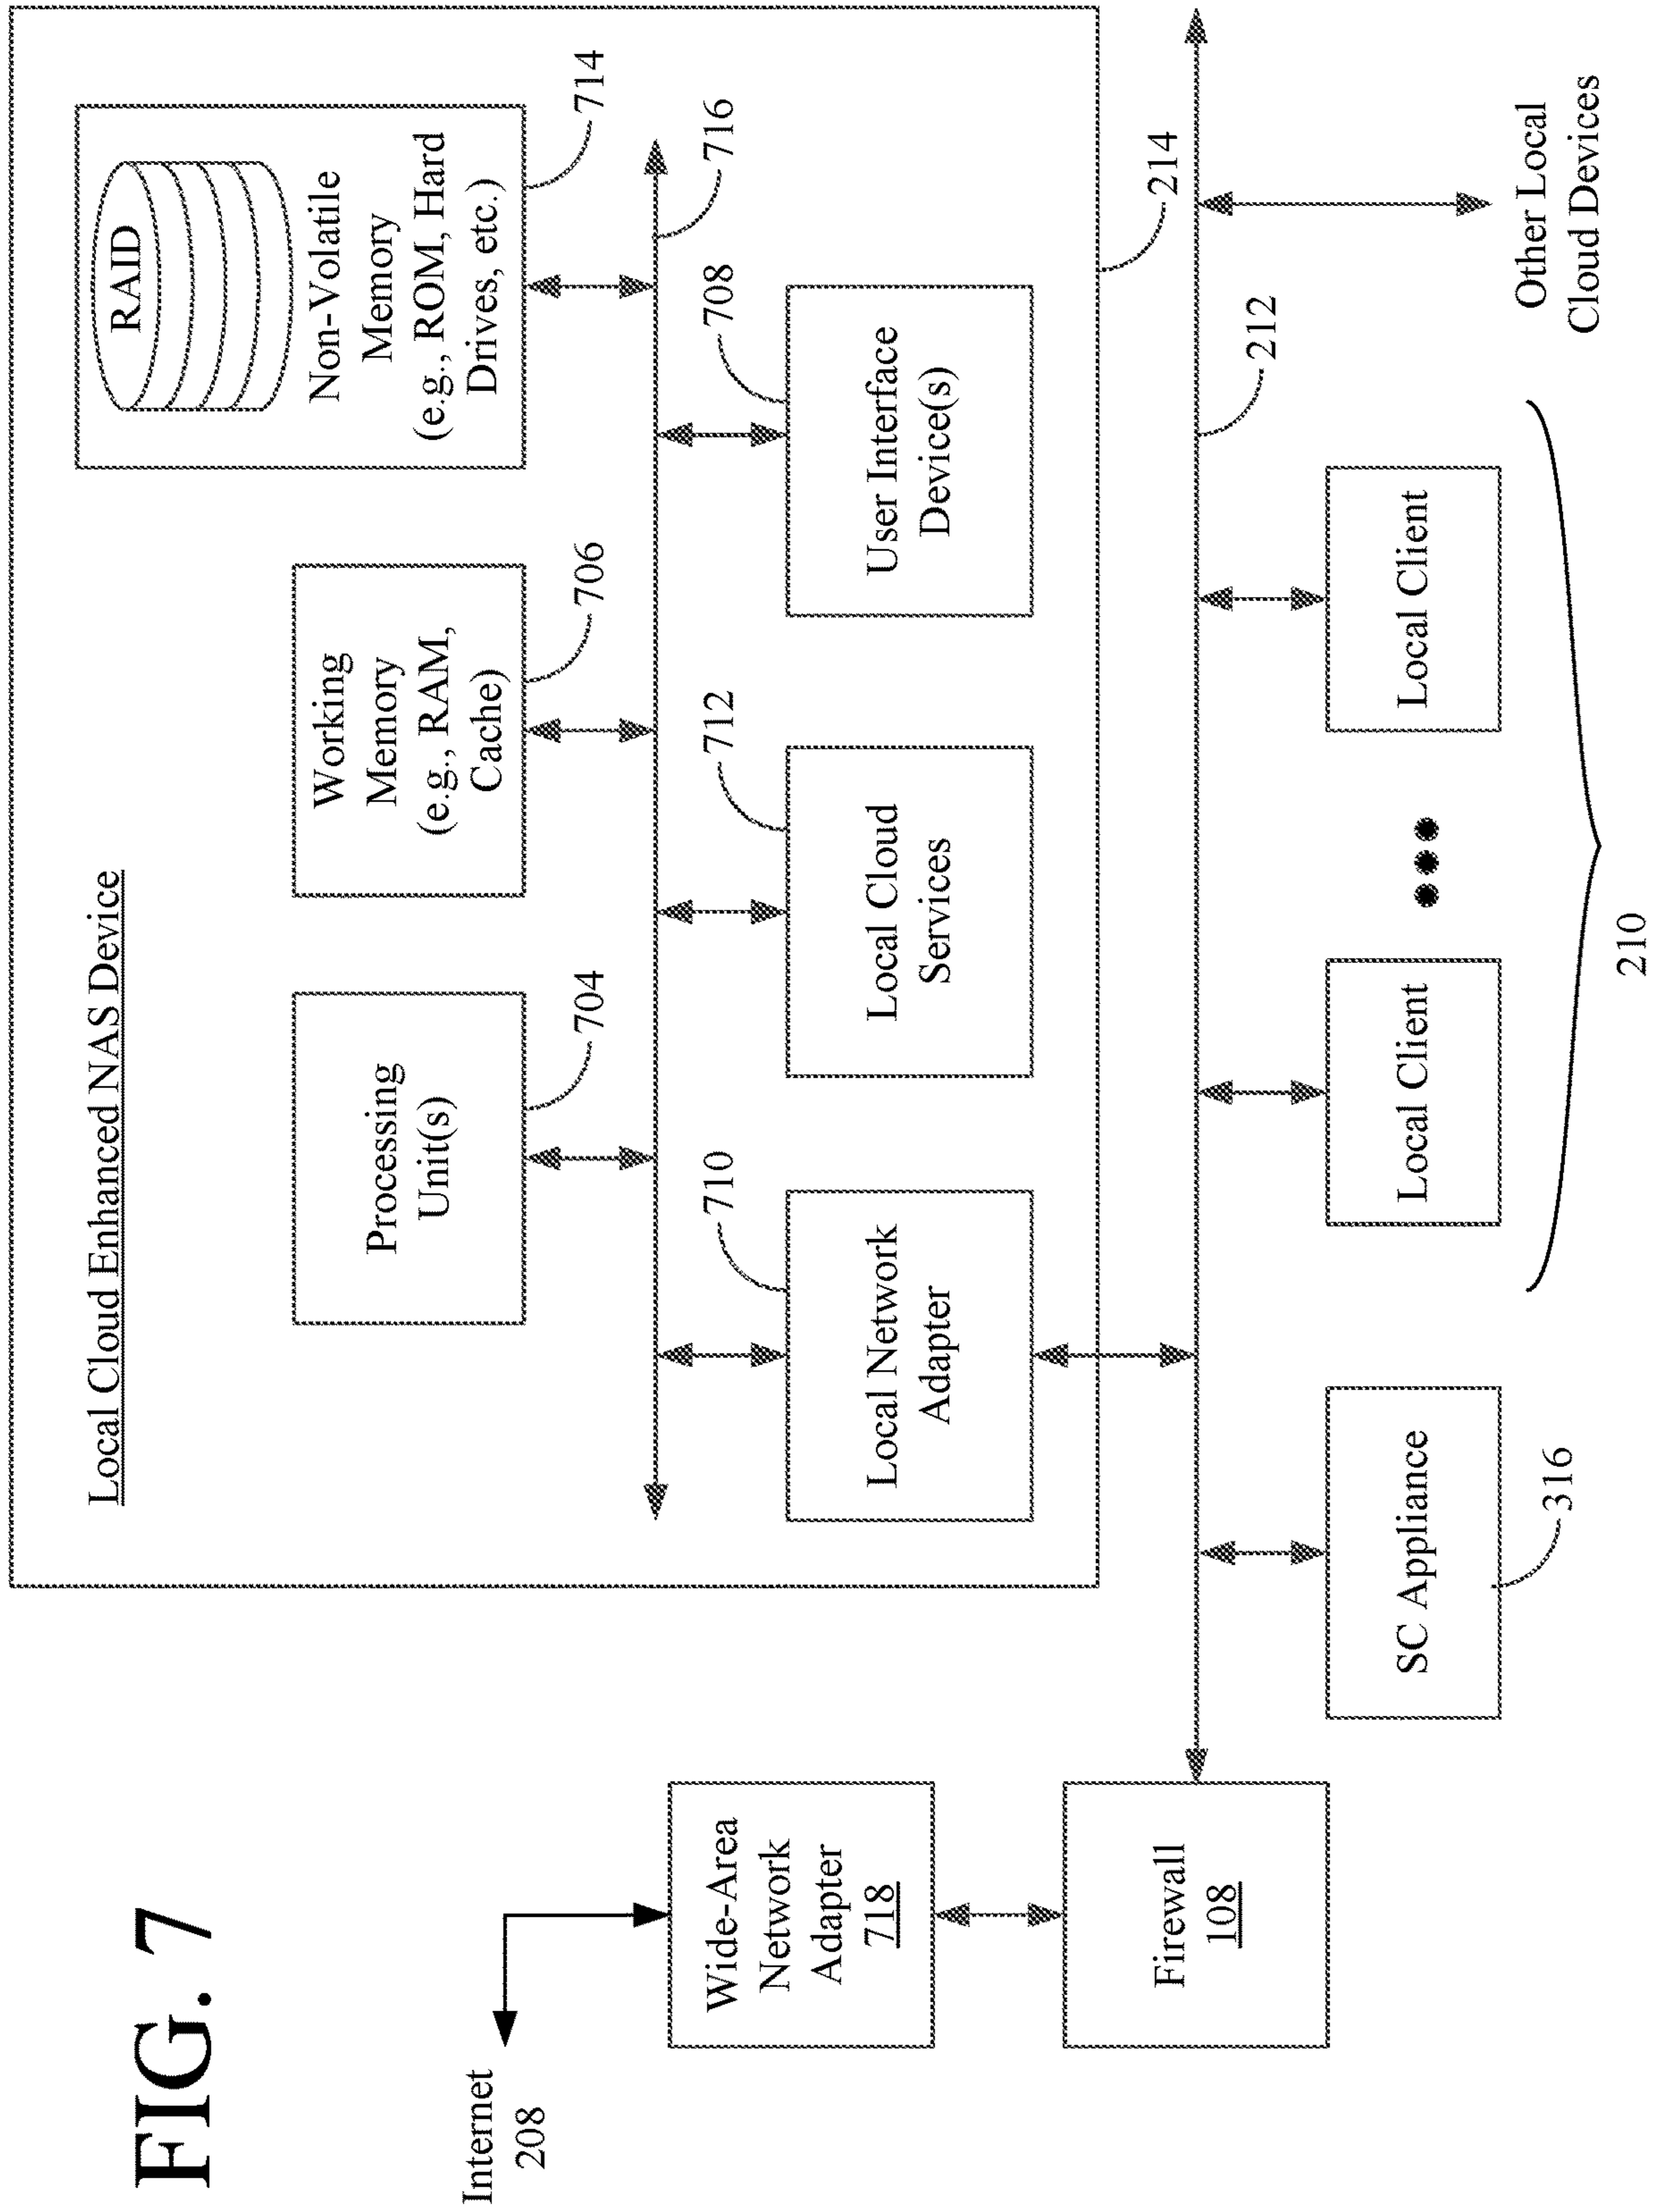 FIG. 7
Local Cloud Enhanced NAS Device
Processing
Unit(s)
704
Working
Memory
(e.g., RAM,
Cache)
706
RAID
Non-Volatile
Memory
(e.g., ROM, Hard
Drives, etc.)
714
716
710
Local Network
Adapter
712
Local Cloud
Services
708
User Interface
Device(s)
214
212
Internet
208
Wide-Area
Network
Adapter
718
Firewall
108
SC Appliance
316
Local Client
Local Client
210
Other Local
Cloud Devices